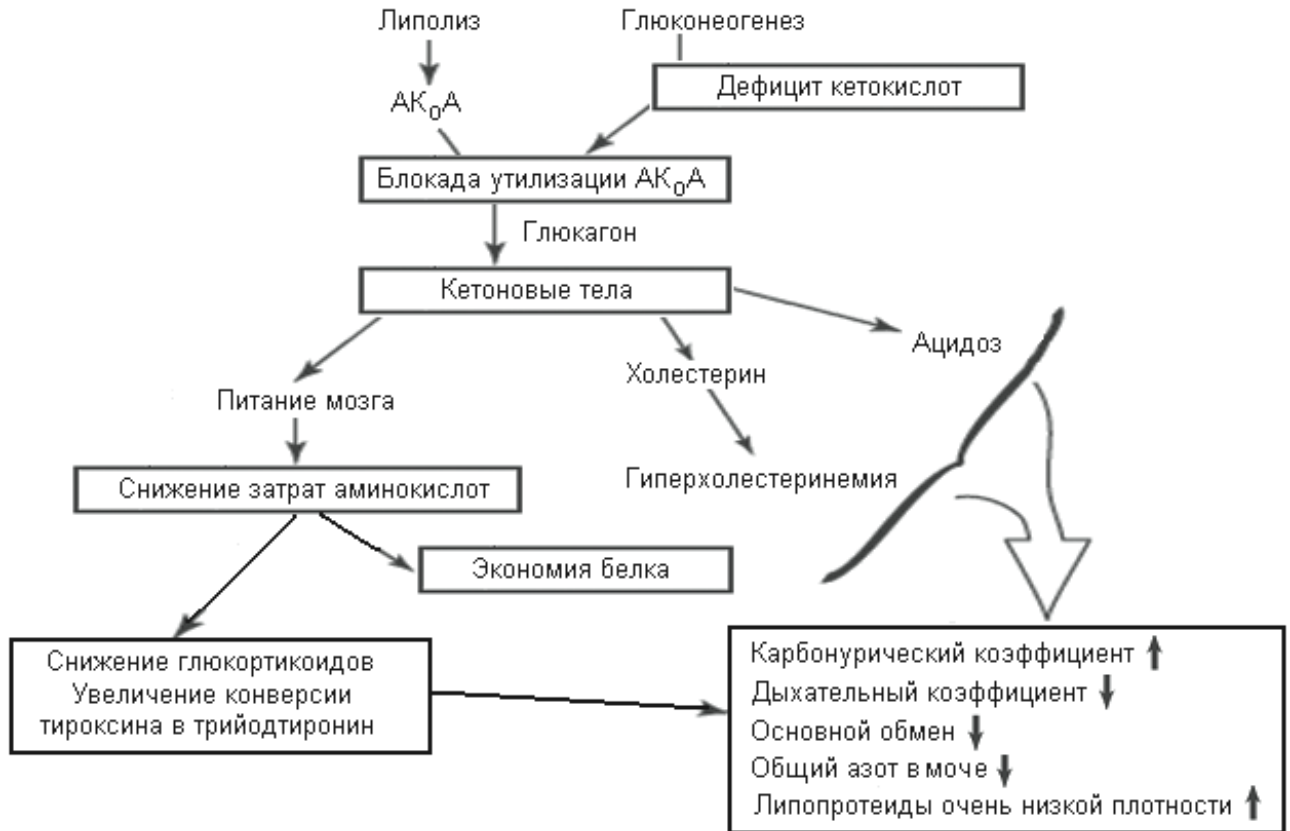 Липолиз
Глюконеогенез
Дефицит кетокислот
АК₀А
Блокада утилизации АК₀А
Глюкагон
Кетоновые тела
Ацидоз
Холестерин
Питание мозга
Гиперхолестеринемия
Снижение затрат аминокислот
Экономия белка
Снижение глюкортикоидов
Увеличение конверсии
тироксина в трийодтиронин
Карбонурический коэффициент ↑
Дыхательный коэффициент ↓
Основной обмен ↓
Общий азот в моче ↓
Липопротеиды очень низкой плотности ↑